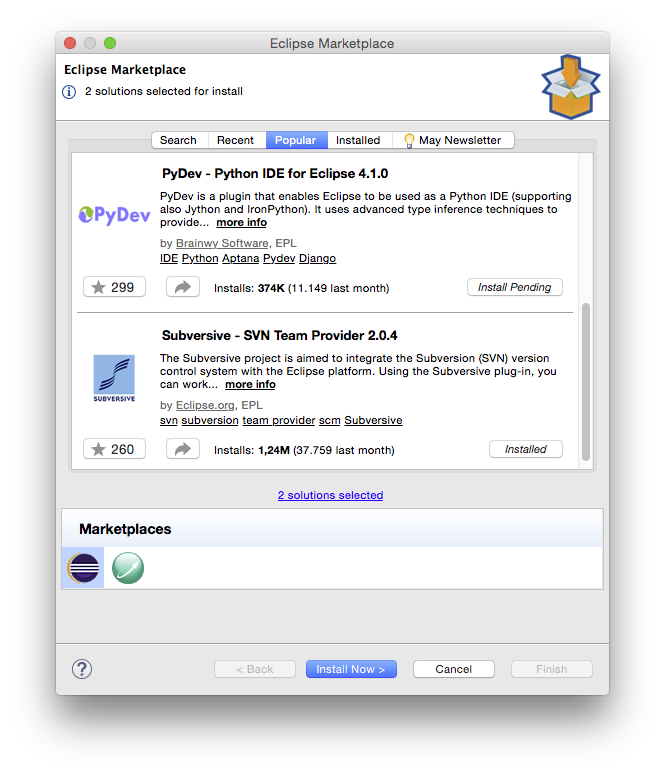 Eclipse Marketplace
Eclipse Marketplace
2 solutions selected for install
Search Recent Popular Installed May Newsletter
PyDev - Python IDE for Eclipse 4.1.0
PyDev
PyDev is a plugin that enables Eclipse to be used as a Python IDE (supporting
also Jython and IronPython). It uses advanced type inference techniques to
provide... more info
by Brainwy Software, EPL
IDE Python Aptana Pydev Django
299 Installs: 374K (11.149 last month) Install Pending
Subversive - SVN Team Provider 2.0.4
SUBVERSIVE
The Subversive project is aimed to integrate the Subversion (SVN) version
control system with the Eclipse platform. Using the Subversive plug-in, you
can work... more info
by Eclipse.org, EPL
svn subversion team provider scm Subversive
260 Installs: 1,24M (37.759 last month) Installed
2 solutions selected
Marketplaces
? < Back Install Now > Cancel Finish